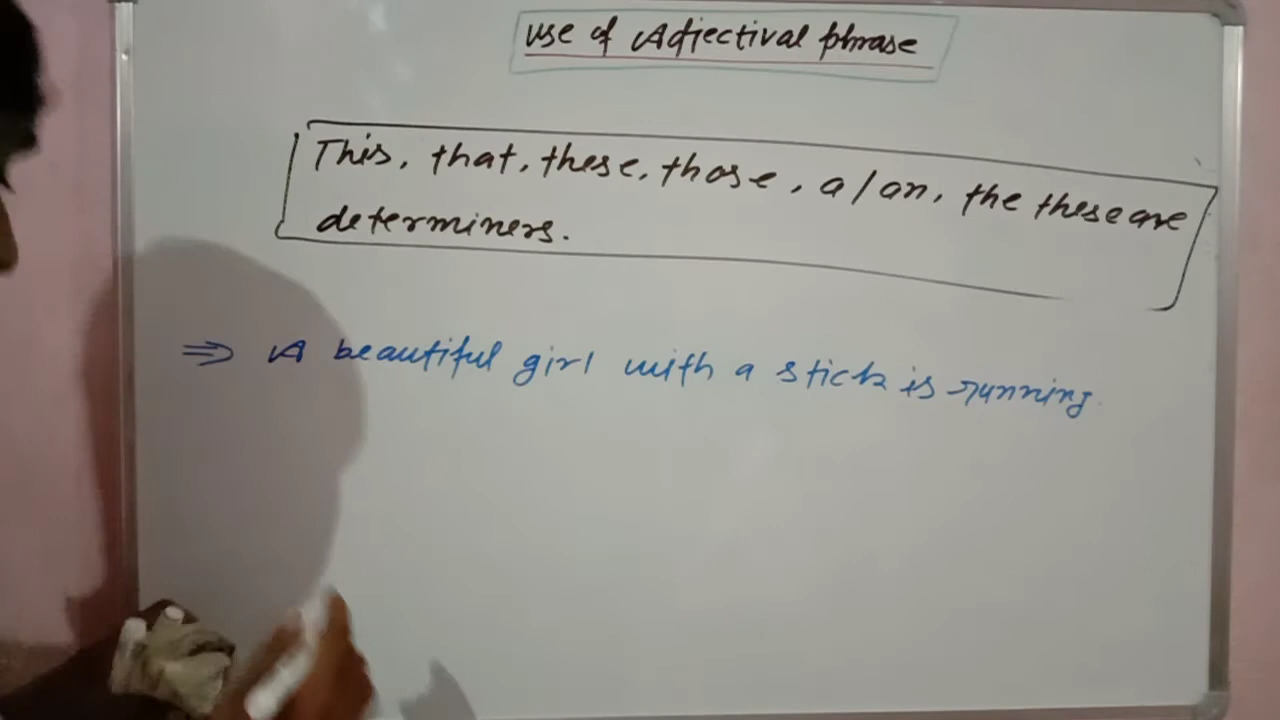 use of Adjectival phrase
This, that, these, those, a/an, the these are
determiners.
⇒ A beautiful girl with a stick is running.